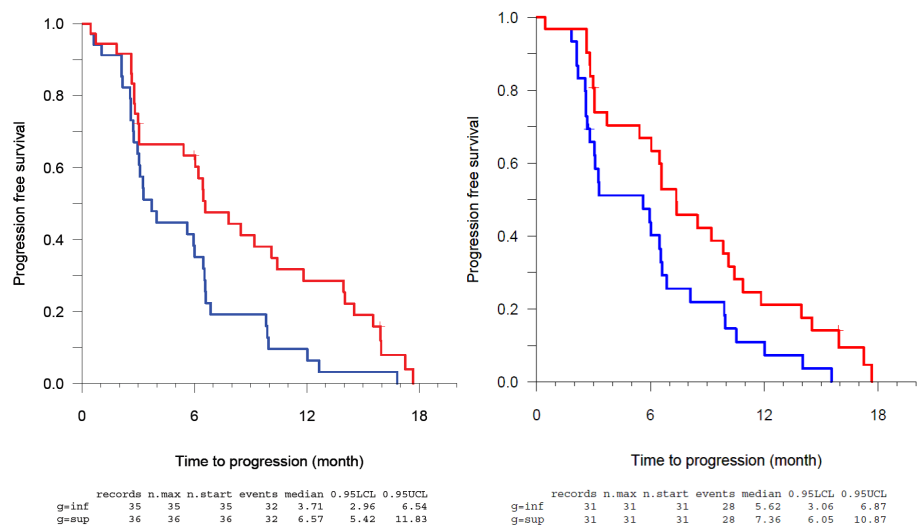 Progression free survival
1.0
0.8
0.6
0.4
0.2
0.0
0 6 12 18
Time to progression (month)
records n.max n.start events median 0.95LCL 0.95UCL
g=inf 35 35 35 32 3.71 2.96 6.54
g=sup 36 36 36 32 6.57 5.42 11.83
Progression free survival
1.0
0.8
0.6
0.4
0.2
0.0
0 6 12 18
Time to progression (month)
records n.max n.start events median 0.95LCL 0.95UCL
g=inf 31 31 31 28 5.62 3.06 6.87
g=sup 31 31 31 28 7.36 6.05 10.87